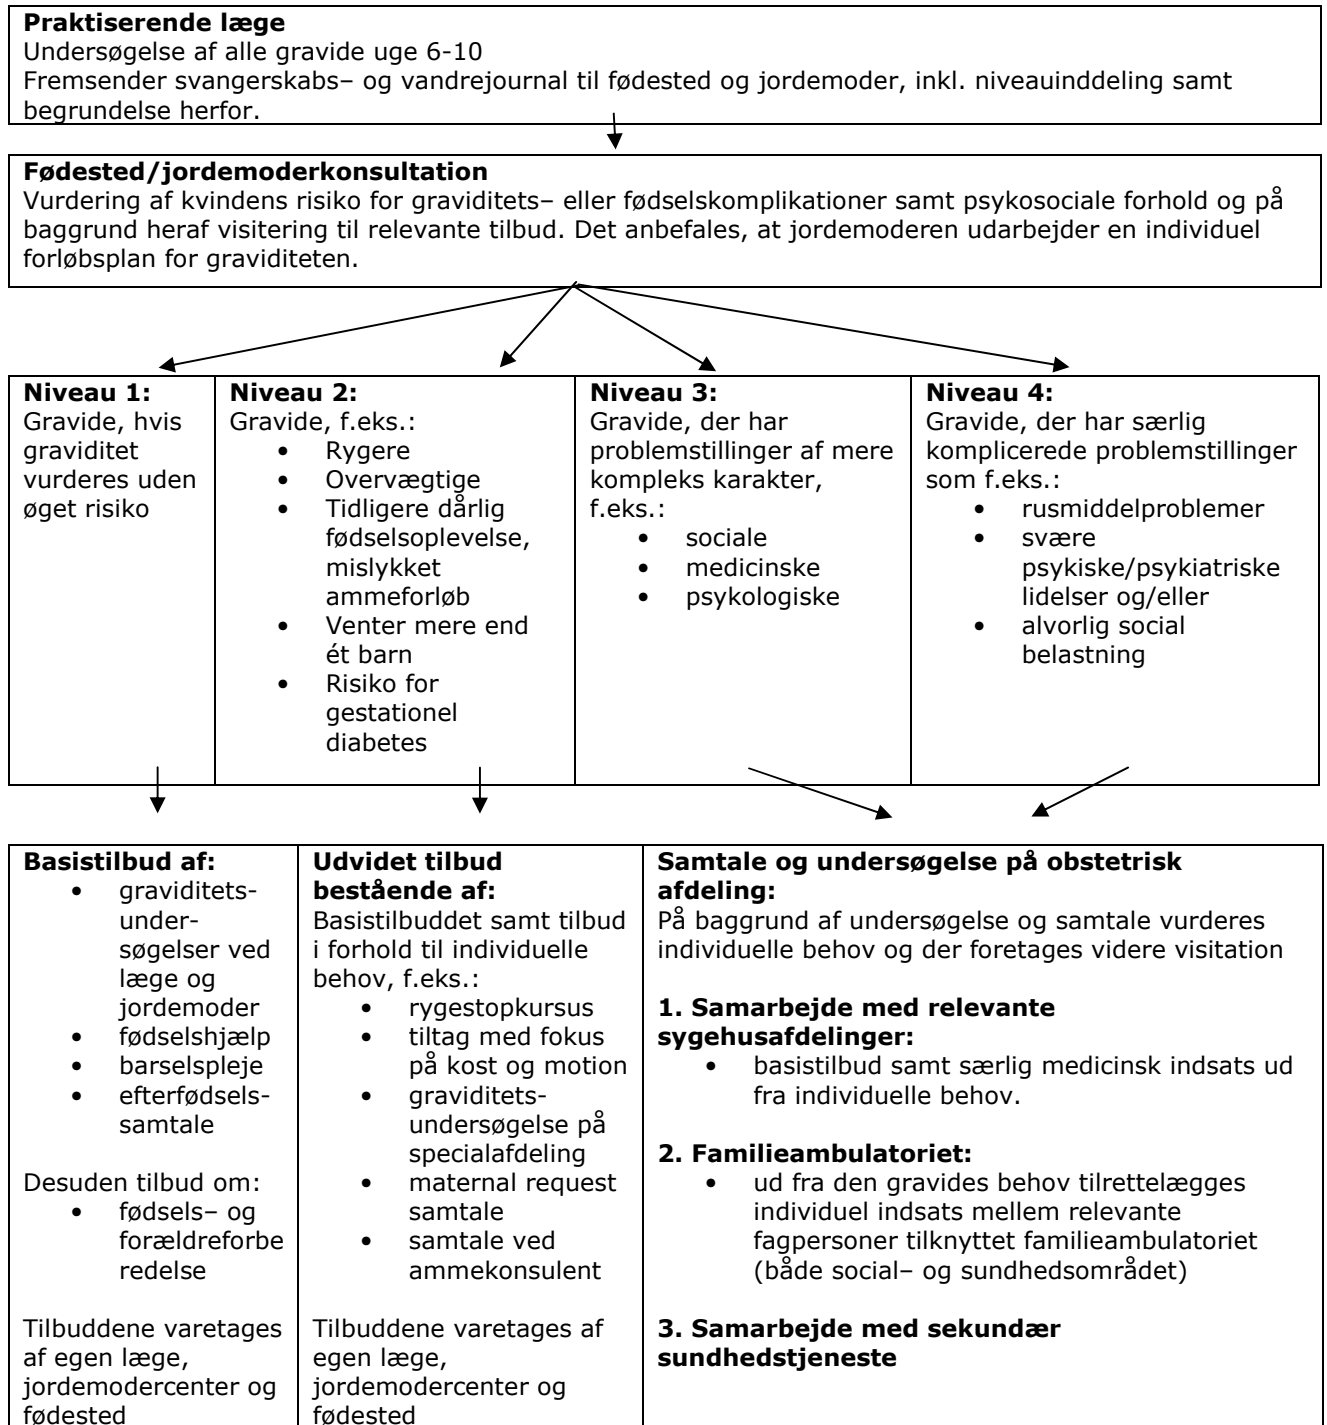 Praktiserende læge
Undersøgelse af alle gravide uge 6-10
Fremsender svangerskabs– og vandrejournal til fødested og jordemoder, inkl. niveauinddeling samt
begrundelse herfor.
Fødested/jordemoderkonsultation
Vurdering af kvindens risiko for graviditets– eller fødselskomplikationer samt psykosociale forhold og på
baggrund heraf visitering til relevante tilbud. Det anbefales, at jordemoderen udarbejder en individuel
forløbsplan for graviditeten.
Niveau 1:
Gravide, hvis
graviditet
vurderes uden
øget risiko
Niveau 2:
Gravide, f.eks.:
• Rygere
• Overvægtige
• Tidligere dårlig
fødselsoplevelse,
mislykket
ammeforløb
• Venter mere end
ét barn
• Risiko for
gestationel
diabetes
Niveau 3:
Gravide, der har
problemstillinger af mere
kompleks karakter,
f.eks.:
• sociale
• medicinske
• psykologiske
Niveau 4:
Gravide, der har særlig
komplicerede problemstillinger
som f.eks.:
• rusmiddelproblemer
• svære
psykiske/psykiatriske
lidelser og/eller
• alvorlig social
belastning
Basistilbud af:
• graviditets-
under-
søgelser ved
læge og
jordemoder
• fødselshjælp
• barselspleje
• efterfødsels-
samtale
Desuden tilbud om:
• fødsels– og
forældreforbe
redelse
Tilbuddene varetages
af egen læge,
jordemodercenter og
fødested
Udvidet tilbud
bestående af:
Basistilbuddet samt tilbud
i forhold til individuelle
behov, f.eks.:
• rygestopkursus
• tiltag med fokus
på kost og motion
• graviditets-
undersøgelse på
specialafdeling
• maternal request
samtale
• samtale ved
ammekonsulent
Tilbuddene varetages af
egen læge,
jordemodercenter og
fødested
Samtale og undersøgelse på obstetrisk
afdeling:
På baggrund af undersøgelse og samtale vurderes
individuelle behov og der foretages videre visitation
1. Samarbejde med relevante
sygehusafdelinger:
• basistilbud samt særlig medicinsk indsats ud
fra individuelle behov.
2. Familieambulatoriet:
• ud fra den gravides behov tilrettelægges
individuel indsats mellem relevante
fagpersoner tilknyttet familieambulatoriet
(både social– og sundhedsområdet)
3. Samarbejde med sekundær
sundhedstjeneste